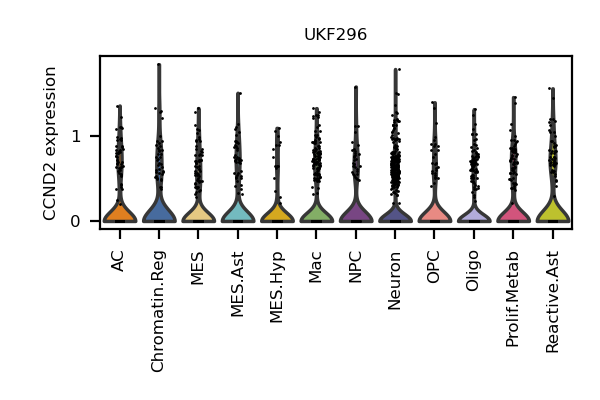 UKF296
CCND2 expression
1
0
AC
Chromatin.Reg
MES
MES.Ast
MES.Hyp
Mac
NPC
Neuron
OPC
Oligo
Prolif.Metab
Reactive.Ast